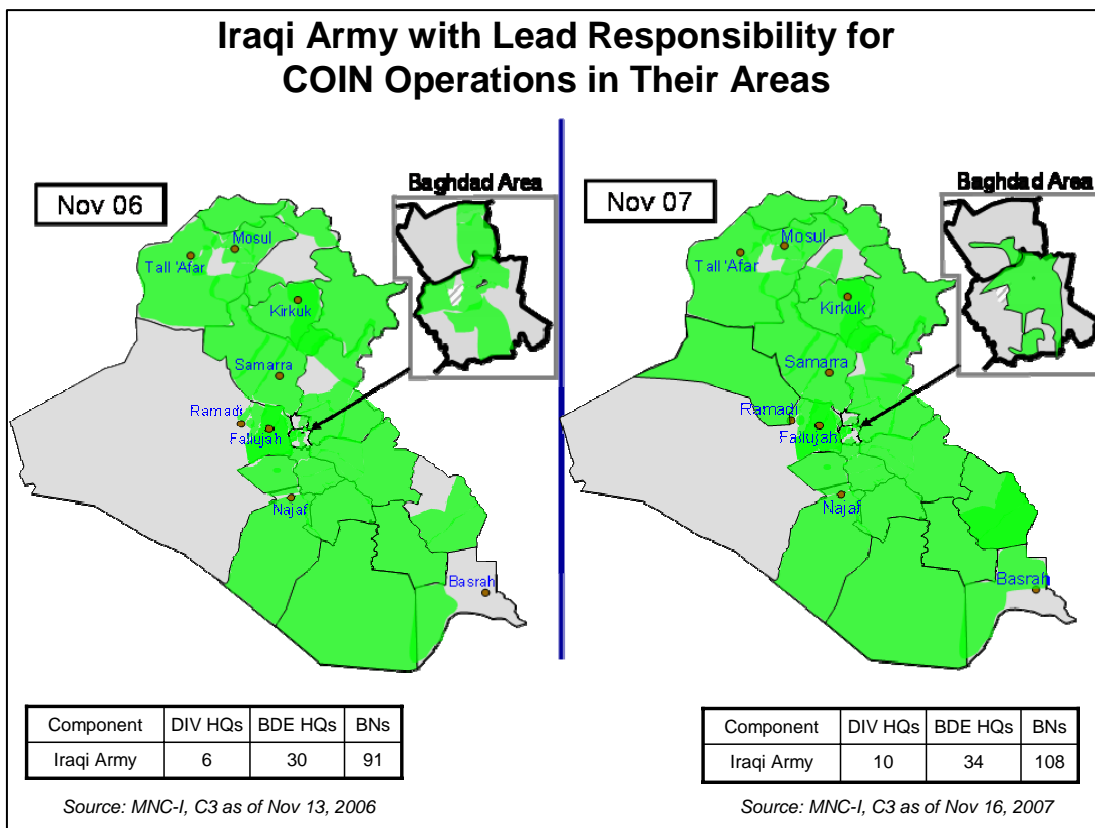 Iraqi Army with Lead Responsibility for
COIN Operations in Their Areas
Nov 06
Baghdad Area
Mosul
Tall 'Afar
Kirkuk
Samarra
Ramadi
Fallujah
Najaf
Basrah
Component DIV HQs BDE HQs BNs
Iraqi Army 6 30 91
Source: MNC-I, C3 as of Nov 13, 2006
Nov 07
Baghdad Area
Mosul
Tall 'Afar
Kirkuk
Samarra
Ramadi
Fallujah
Najaf
Basrah
Component DIV HQs BDE HQs BNs
Iraqi Army 10 34 108
Source: MNC-I, C3 as of Nov 16, 2007